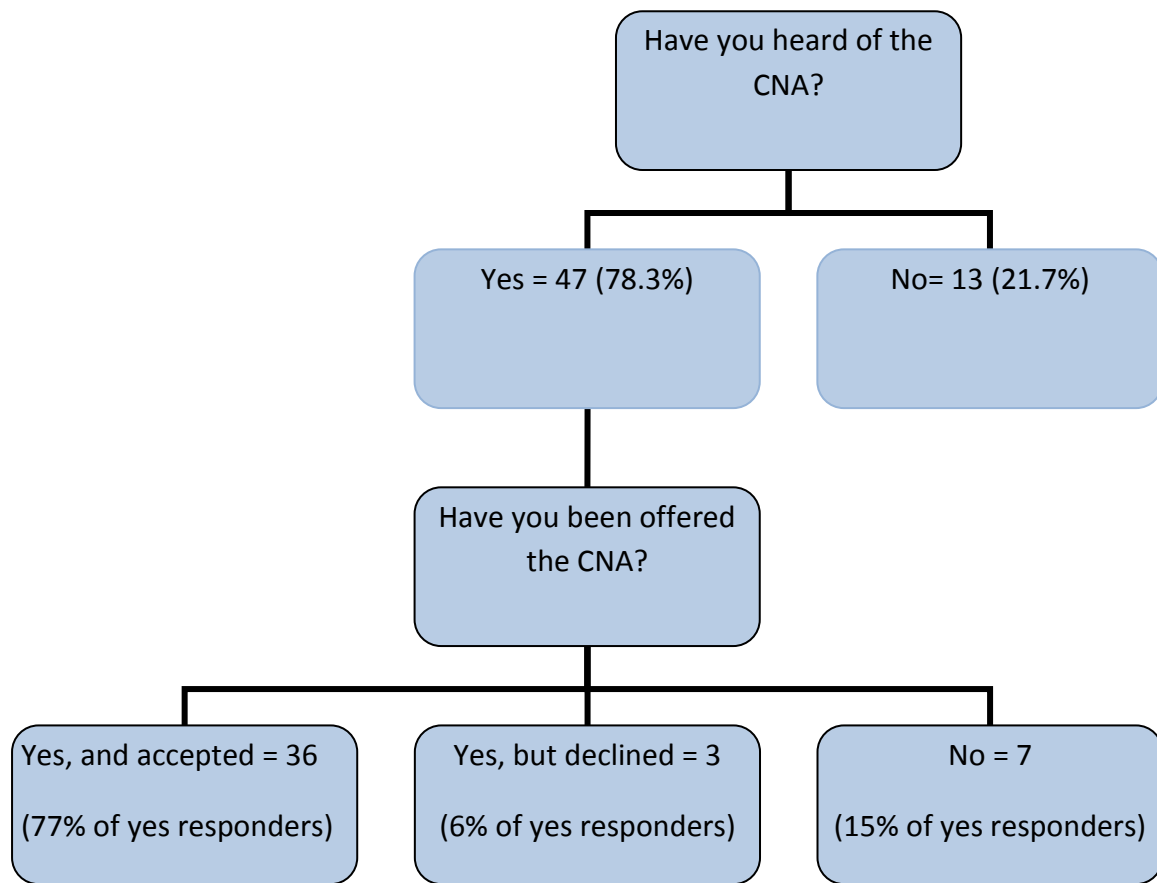 Have you heard of the
CNA?
Yes = 47 (78.3%)
No= 13 (21.7%)
Have you been offered
the CNA?
Yes, and accepted = 36
(77% of yes responders)
Yes, but declined = 3
(6% of yes responders)
No = 7
(15% of yes responders)